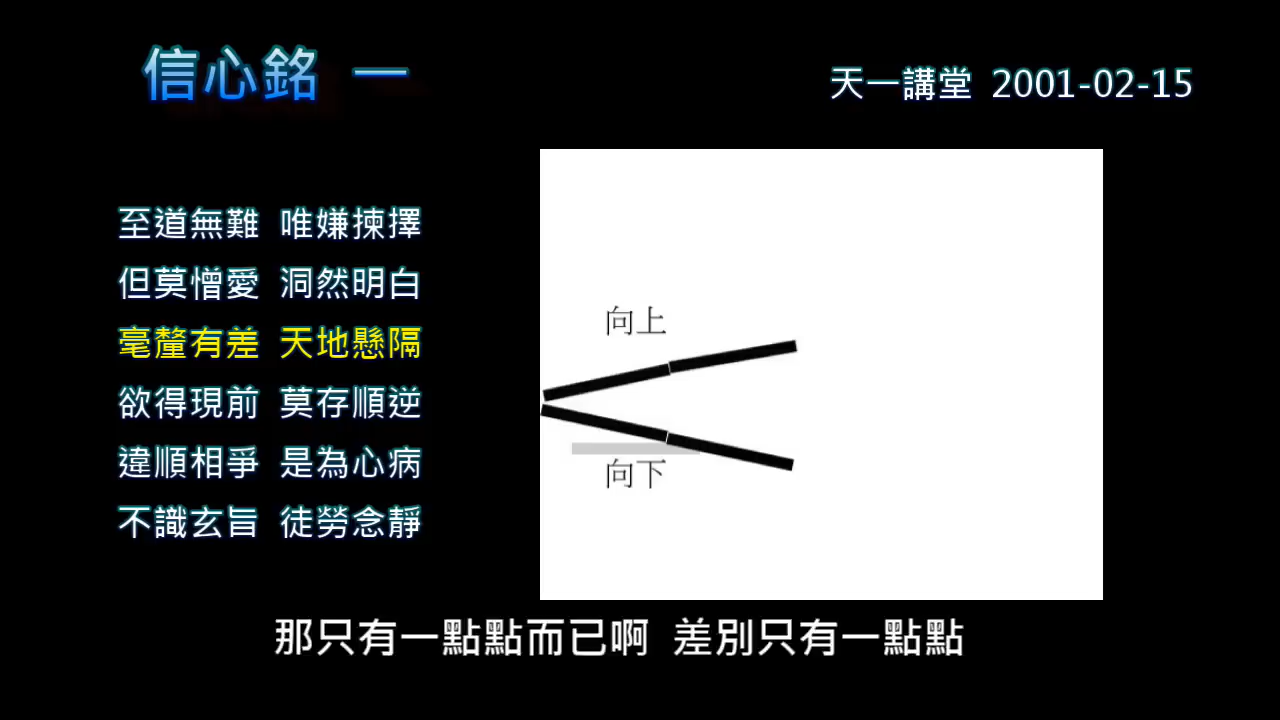 信心銘 一
天一講堂 2001-02-15
至道無難 唯嫌揀擇
但莫憎愛 洞然明白
毫釐有差 天地懸隔
欲得現前 莫存順逆
違順相爭 是為心病
不識玄旨 徒勞念靜
向上
向下
那只有一點點而已啊 差別只有一點點